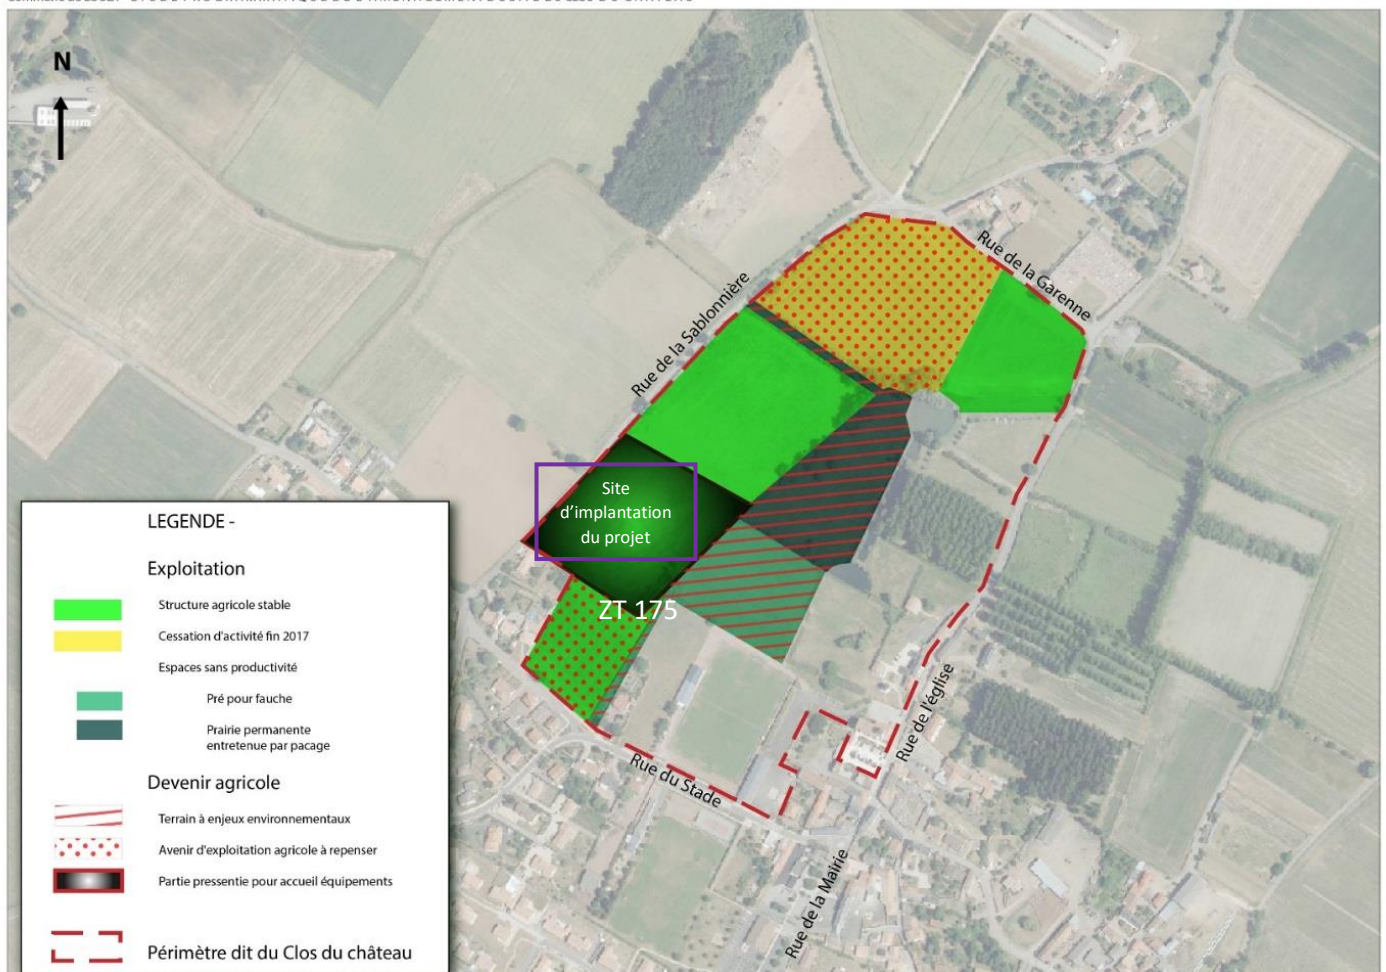 N
Rue de la Garenne
Rue de la Sablonnière
Site
d'implantation
du projet
ZT 175
Rue de l'église
Rue du Stade
Rue de la Mairie
LEGENDE -
Exploitation
Structure agricole stable
Cessation d'activité fin 2017
Espaces sans productivité
Pré pour fauche
Prairie permanente
entretenue par pacage
Devenir agricole
Terrain à enjeux environnementaux
Avenir d'exploitation agricole à repenser
Partie pressentie pour accueil équipements
Périmètre dit du Clos du château